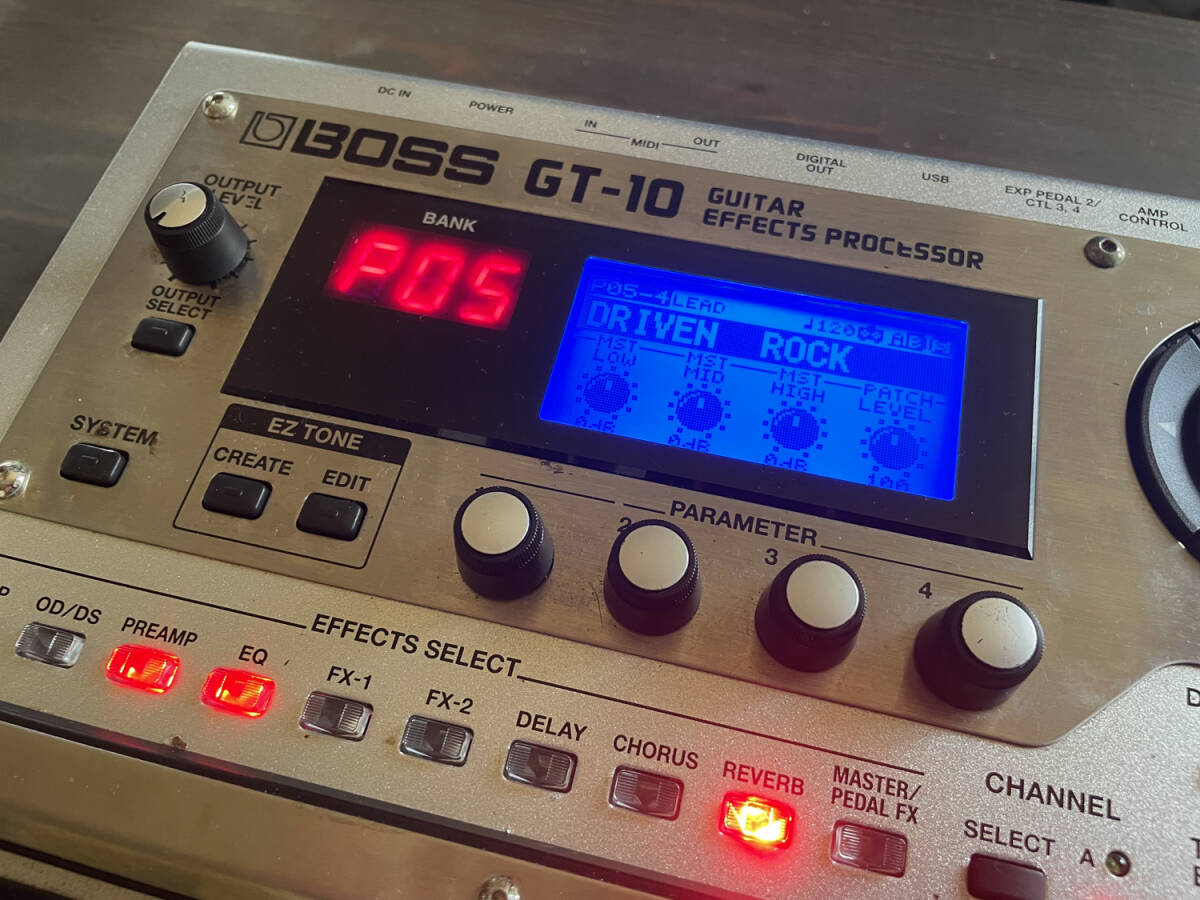 DC IN
POWER
IN
MIDI
OUT
DIGITAL
OUT
USB
EXP PEDAL 2/
CTL 3, 4
AMP
CONTROL
BOSS GT-10
GUITAR
EFFECTS PROCESSOR
OUTPUT
LEVEL
BANK
P05
OUTPUT
SELECT
P05-4 LEAD
♩120
DRIVEN ROCK
MST
LOW
MST
MID
MST
HIGH
PATCH
LEVEL
0dB
0dB
0dB
100
SYSTEM
EZ TONE
CREATE
EDIT
PARAMETER
2
3
4
EFFECTS SELECT
OD/DS
PREAMP
EQ
FX-1
FX-2
DELAY
CHORUS
REVERB
MASTER/
PEDAL FX
CHANNEL
SELECT
A